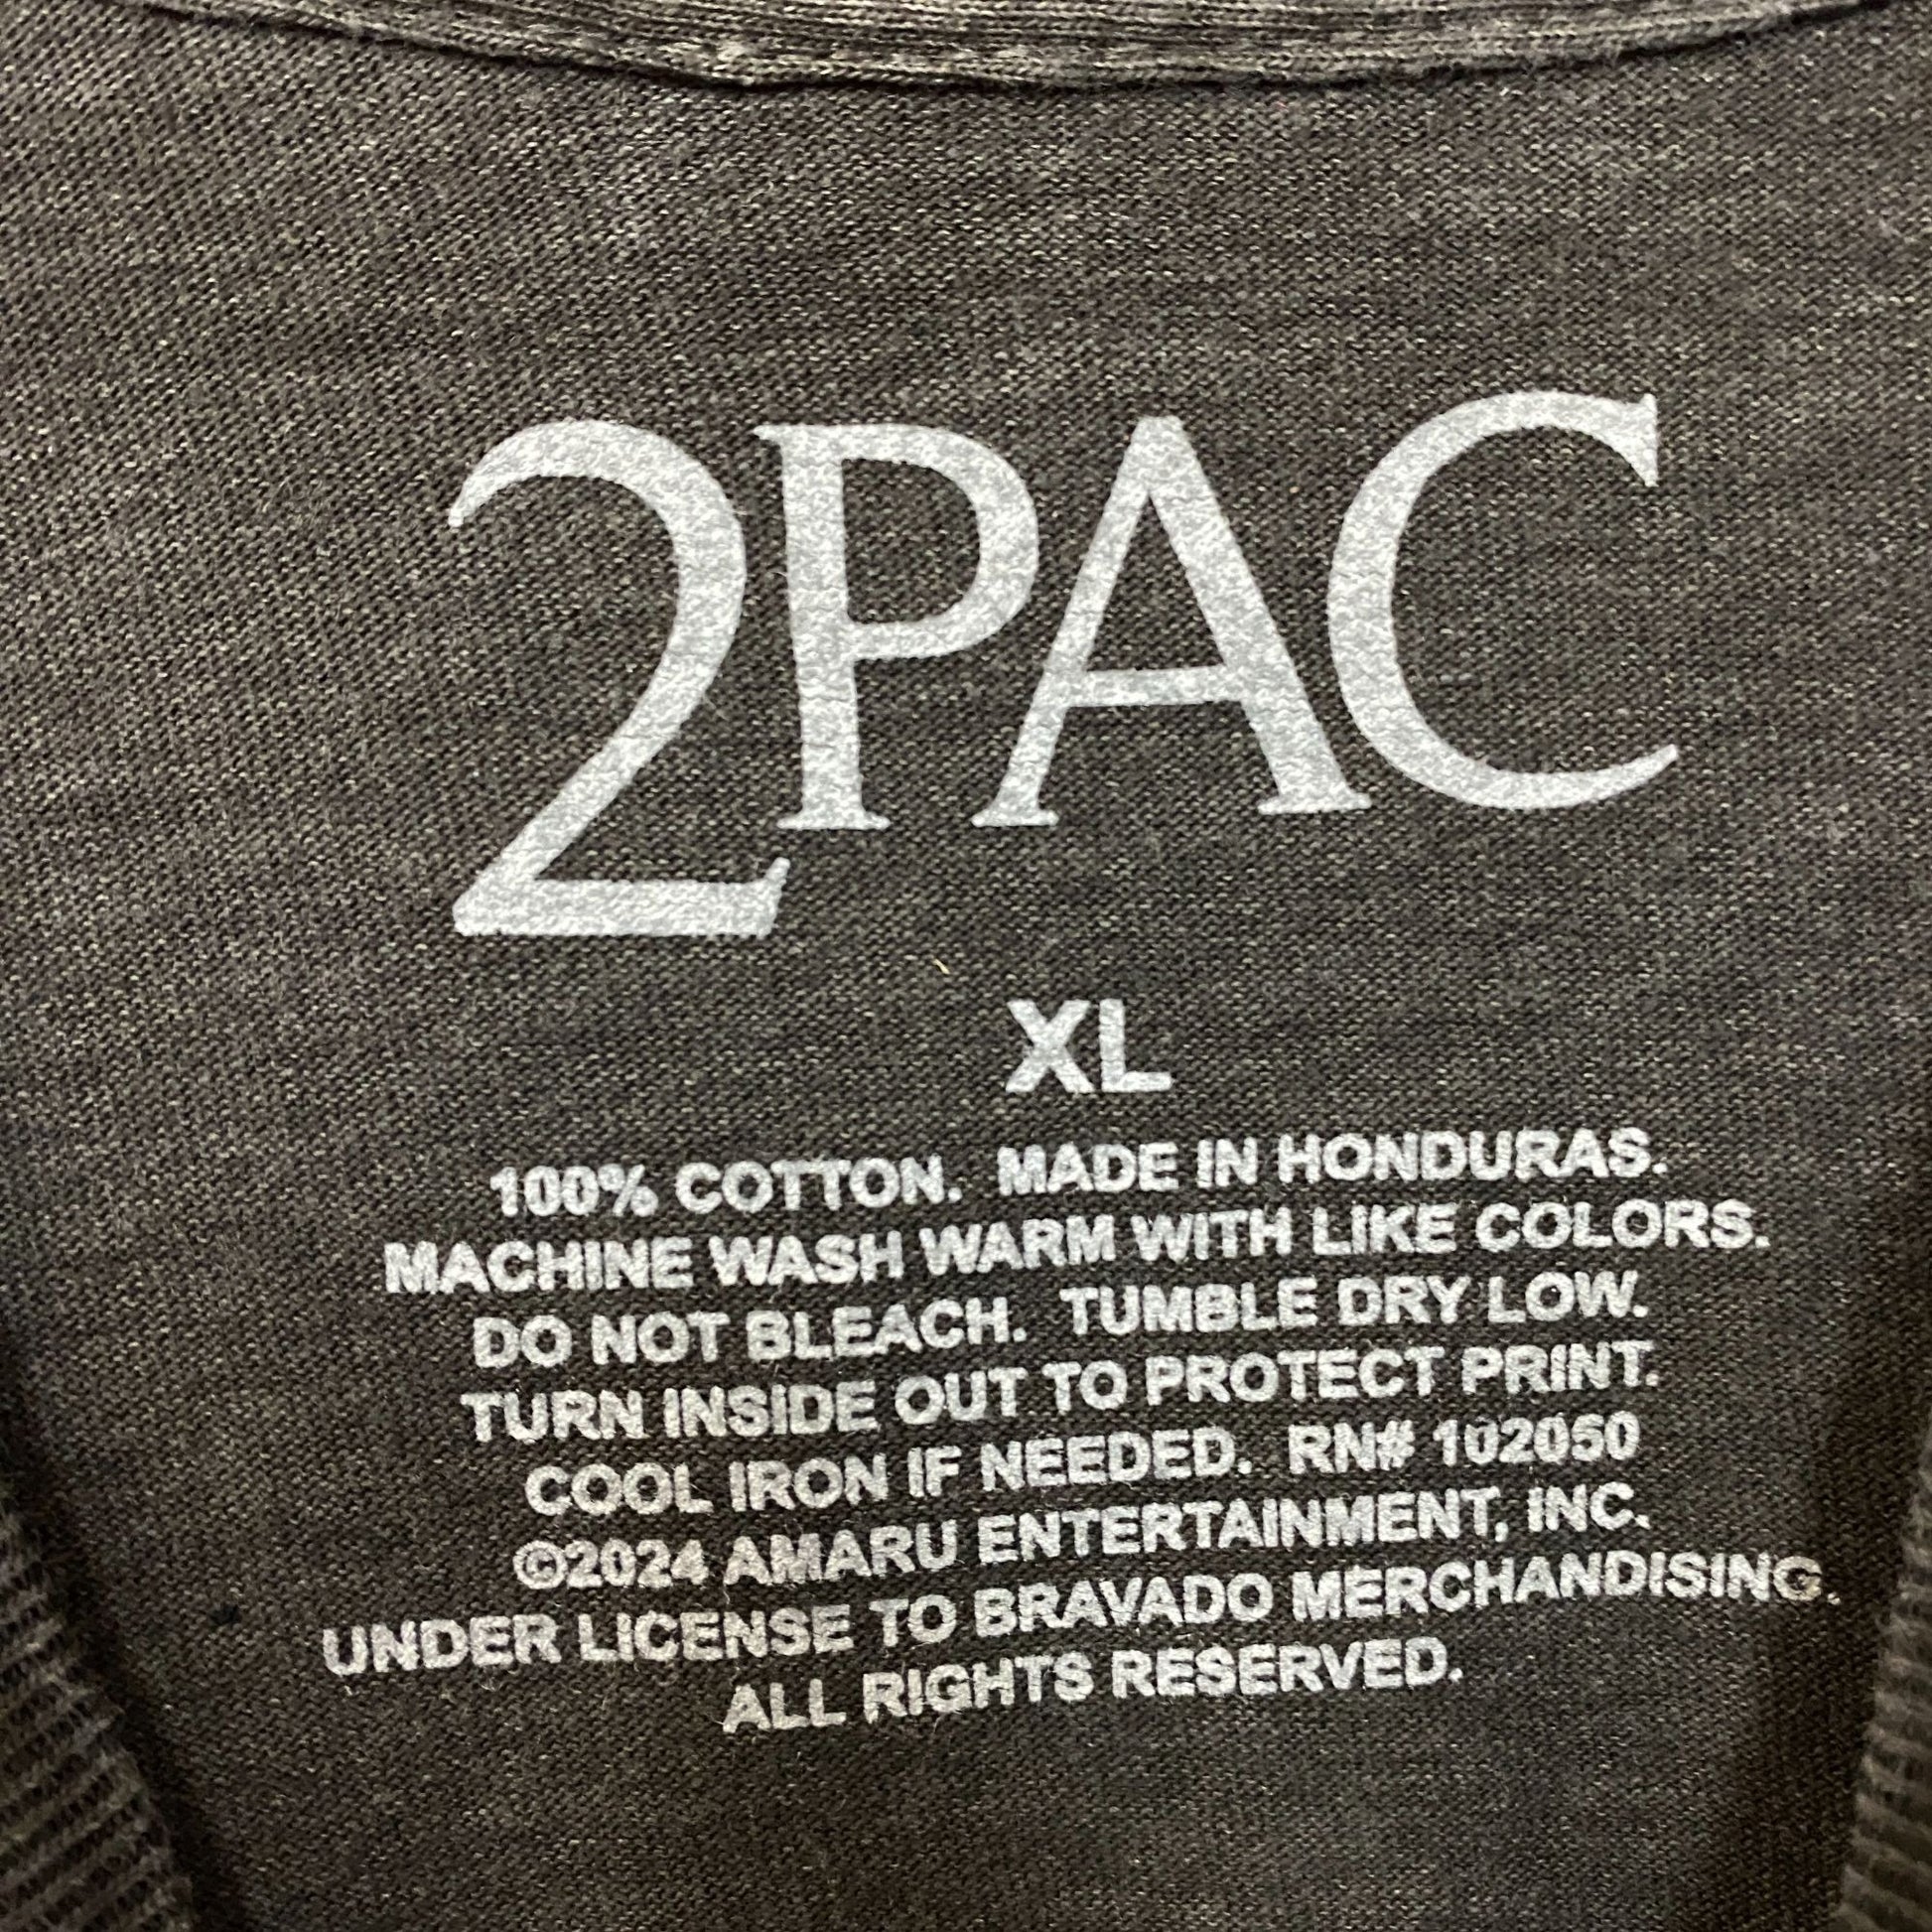 2PAC
XL
100% COTTON. MADE IN HONDURAS.
MACHINE WASH WARM WITH LIKE COLORS.
DO NOT BLEACH. TUMBLE DRY LOW.
TURN INSIDE OUT TO PROTECT PRINT.
COOL IRON IF NEEDED. RN# 102050
©2024 AMARU ENTERTAINMENT, INC.
UNDER LICENSE TO BRAVADO MERCHANDISING.
ALL RIGHTS RESERVED.